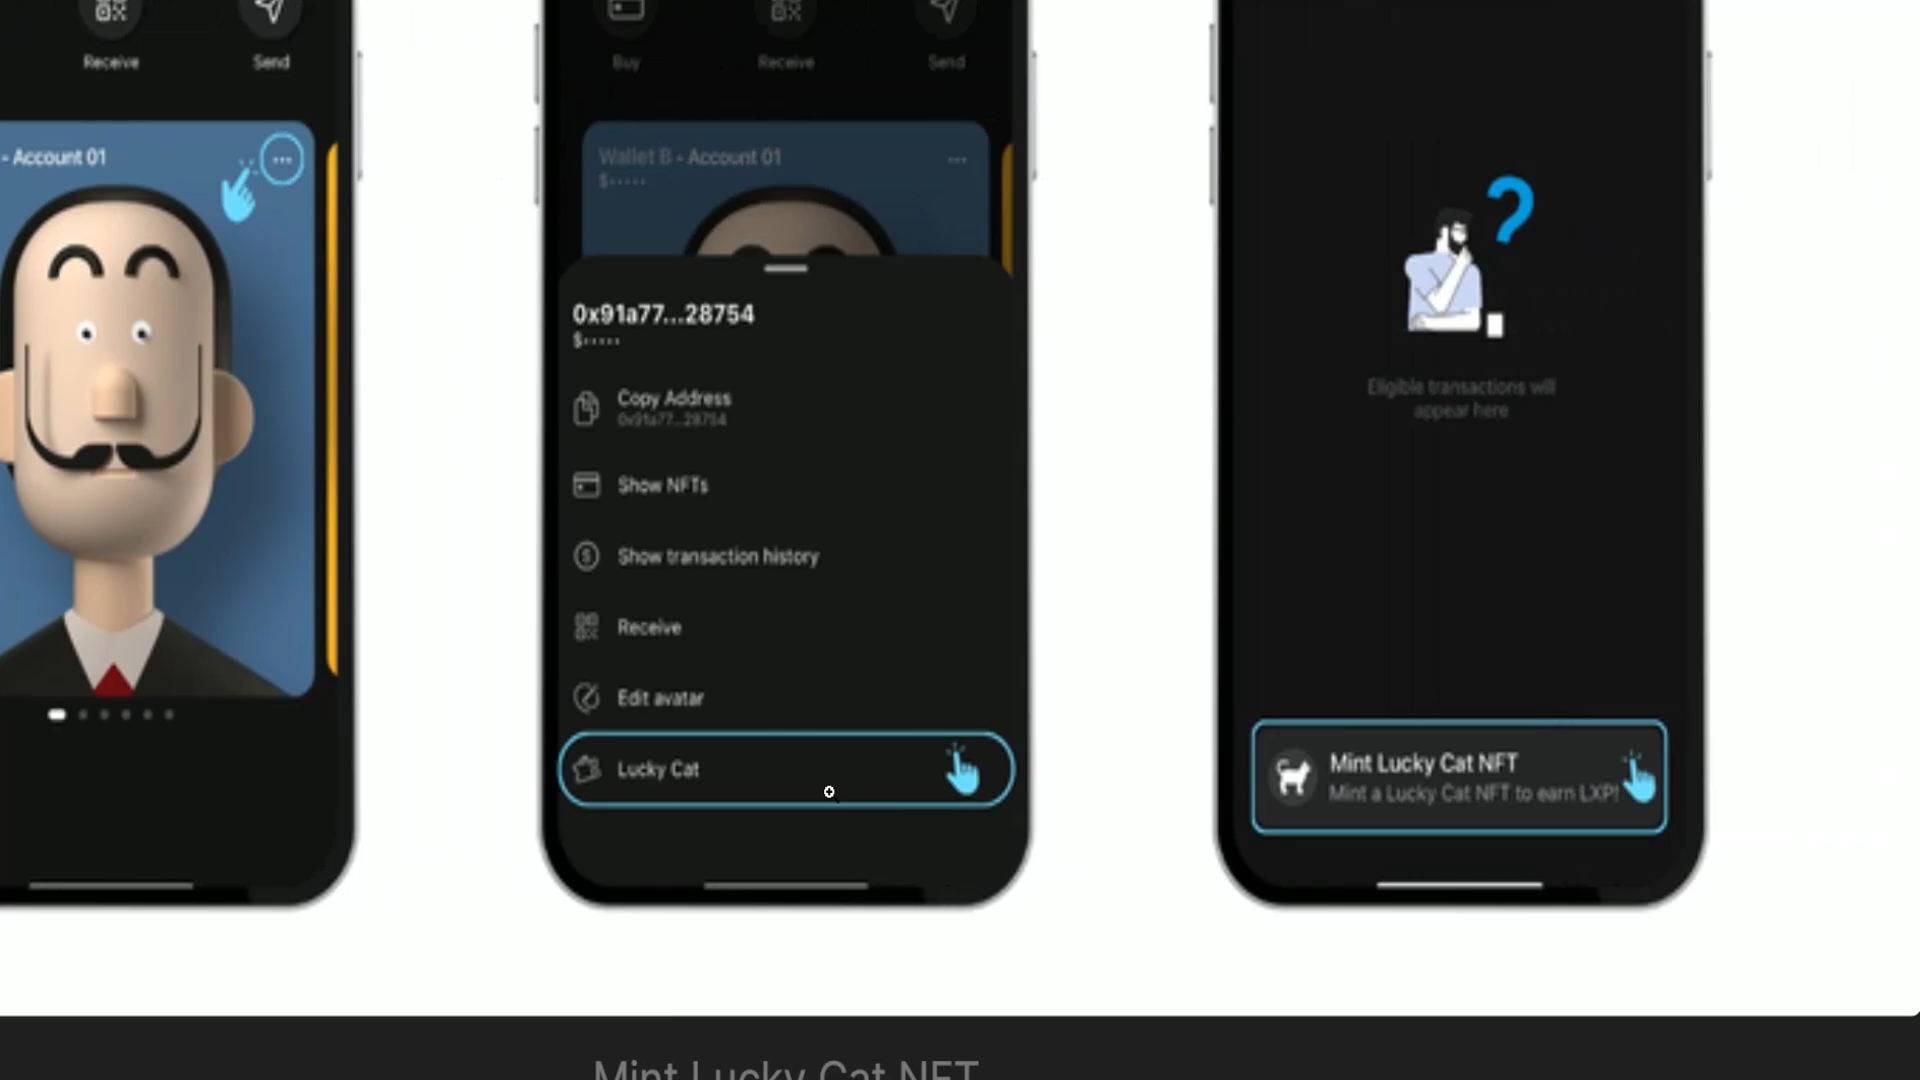 Receive
Send
- Account 01
Buy
Receive
Send
Wallet B - Account 01
$·····
0x91a77...28754
$·····
Copy Address
0x91a77...28754
Show NFTs
Show transaction history
Receive
Edit avatar
Lucky Cat
Eligible transactions will
appear here
Mint Lucky Cat NFT
Mint a Lucky Cat NFT to earn LXP!
Mint Lucky Cat NFT